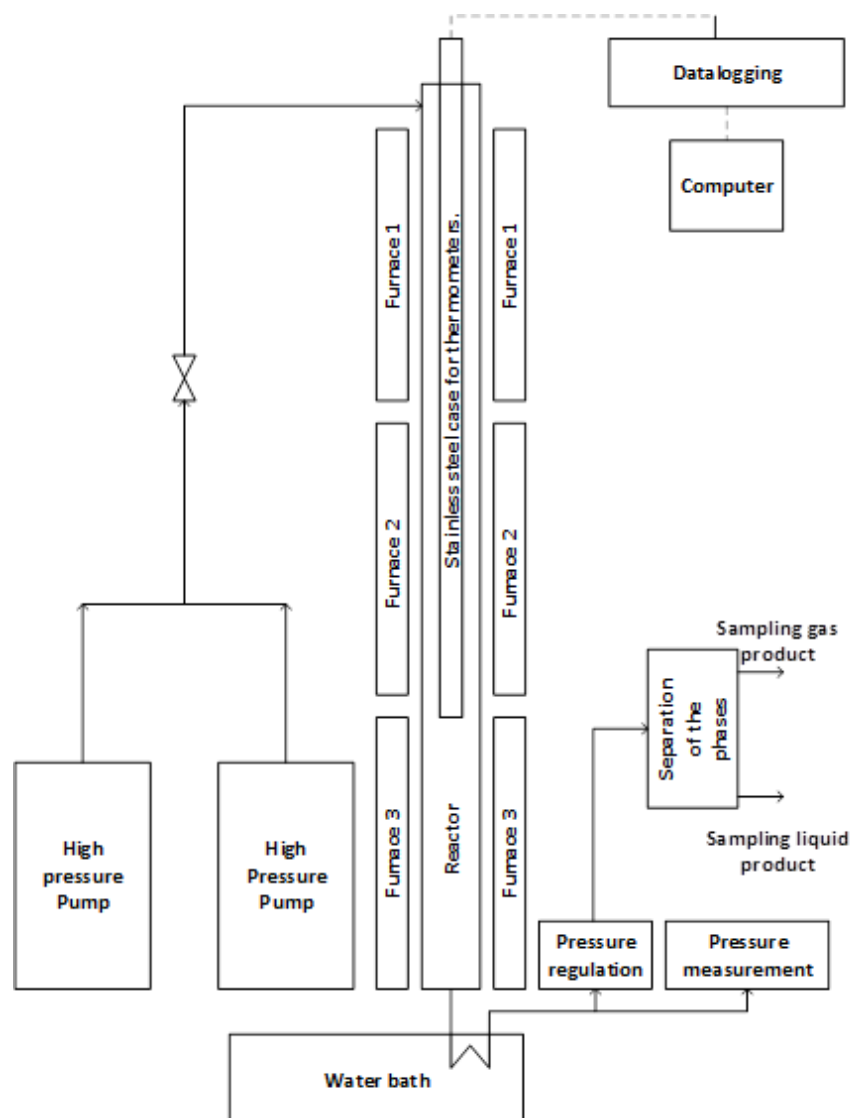 Datalogging
Computer
Furnace 1
Stainless steel case for thermometers.
Furnace 1
Furnace 2
Furnace 2
Sampling gas
product
Separation
of the
phases
Sampling liquid
product
High
pressure
Pump
High
Pressure
Pump
Furnace 3
Reactor
Furnace 3
Pressure
regulation
Pressure
measurement
Water bath